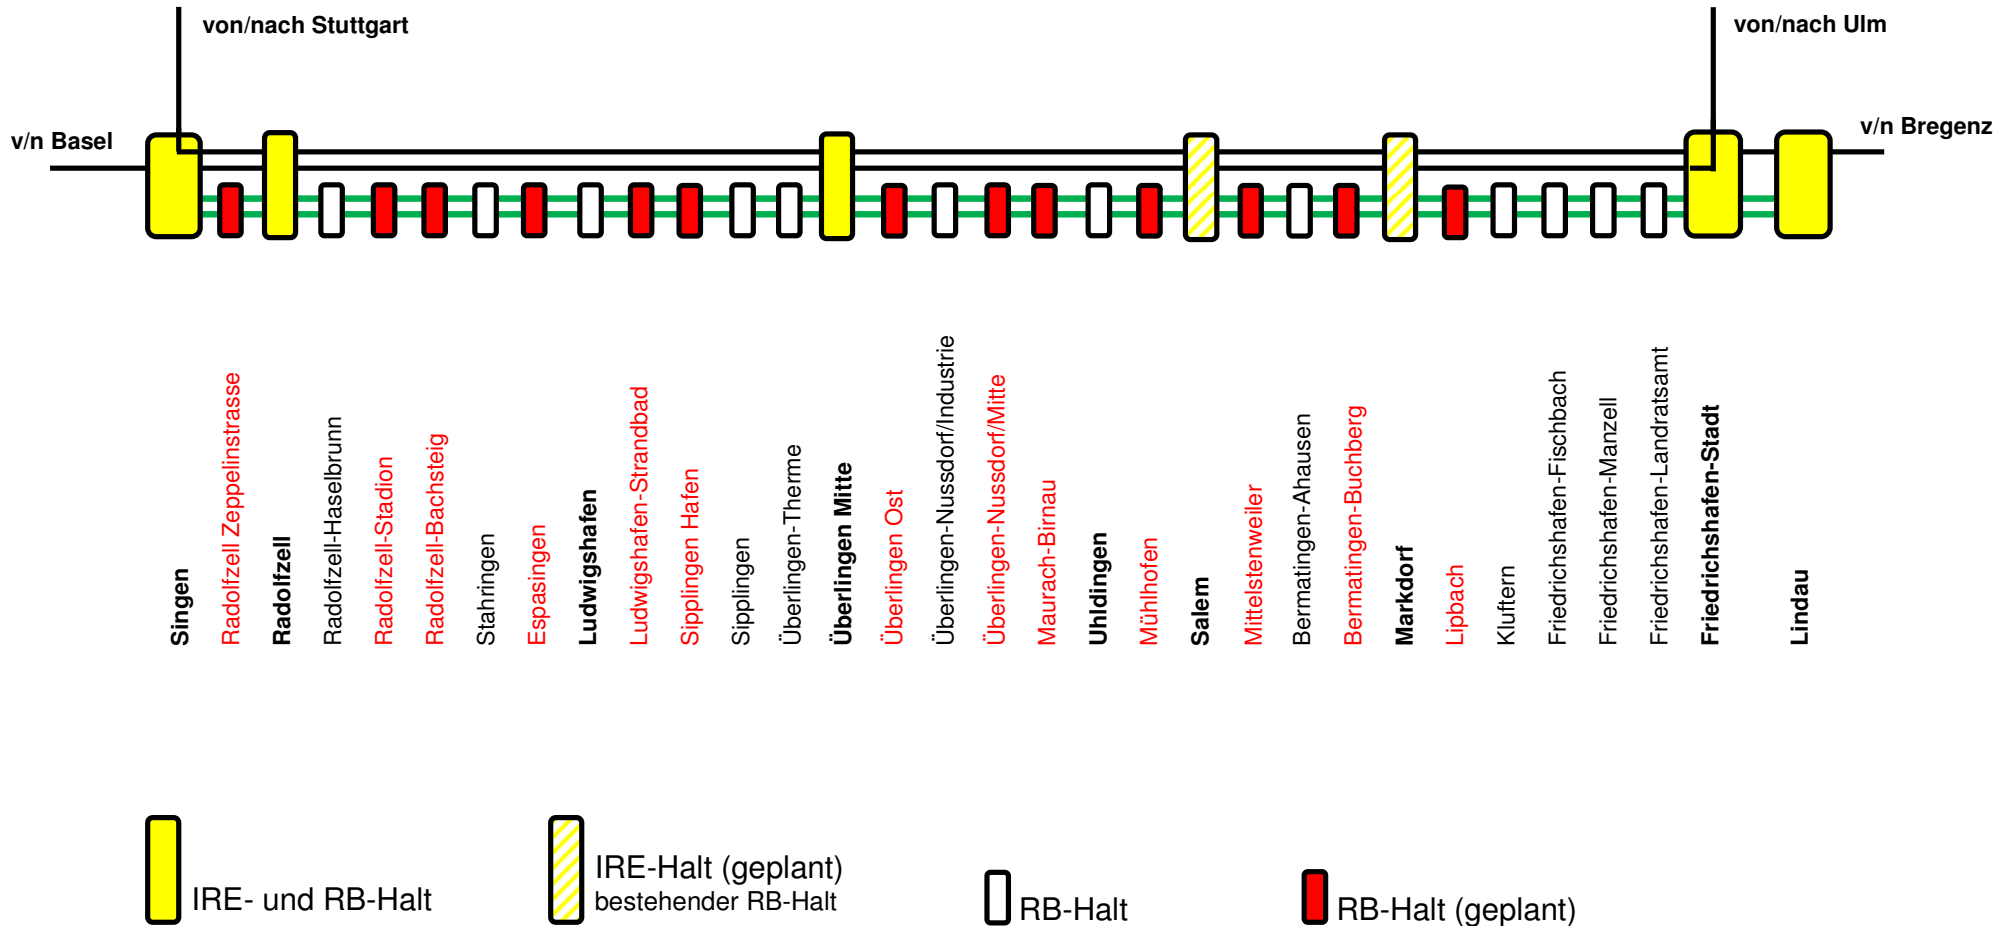 von/nach Stuttgart
von/nach Ulm
v/n Basel
v/n Bregenz
Singen
Radolfzell Zeppelinstrasse
Radolfzell
Radolfzell-Haselbrunn
Radolfzell-Stadion
Radolfzell-Bachsteig
Stahringen
Espasingen
Ludwigshafen
Ludwigshafen-Strandbad
Sipplingen Hafen
Sipplingen
Überlingen-Therme
Überlingen Mitte
Überlingen Ost
Überlingen-Nussdorf/Industrie
Überlingen-Nussdorf/Mitte
Maurach-Birnau
Uhldingen
Mühlhofen
Salem
Mittelstenweiler
Bermatingen-Ahausen
Bermatingen-Buchberg
Markdorf
Lipbach
Kluftern
Friedrichshafen-Fischbach
Friedrichshafen-Manzell
Friedrichshafen-Landratsamt
Friedrichshafen-Stadt
Lindau
IRE- und RB-Halt
IRE-Halt (geplant)
bestehender RB-Halt
RB-Halt
RB-Halt (geplant)